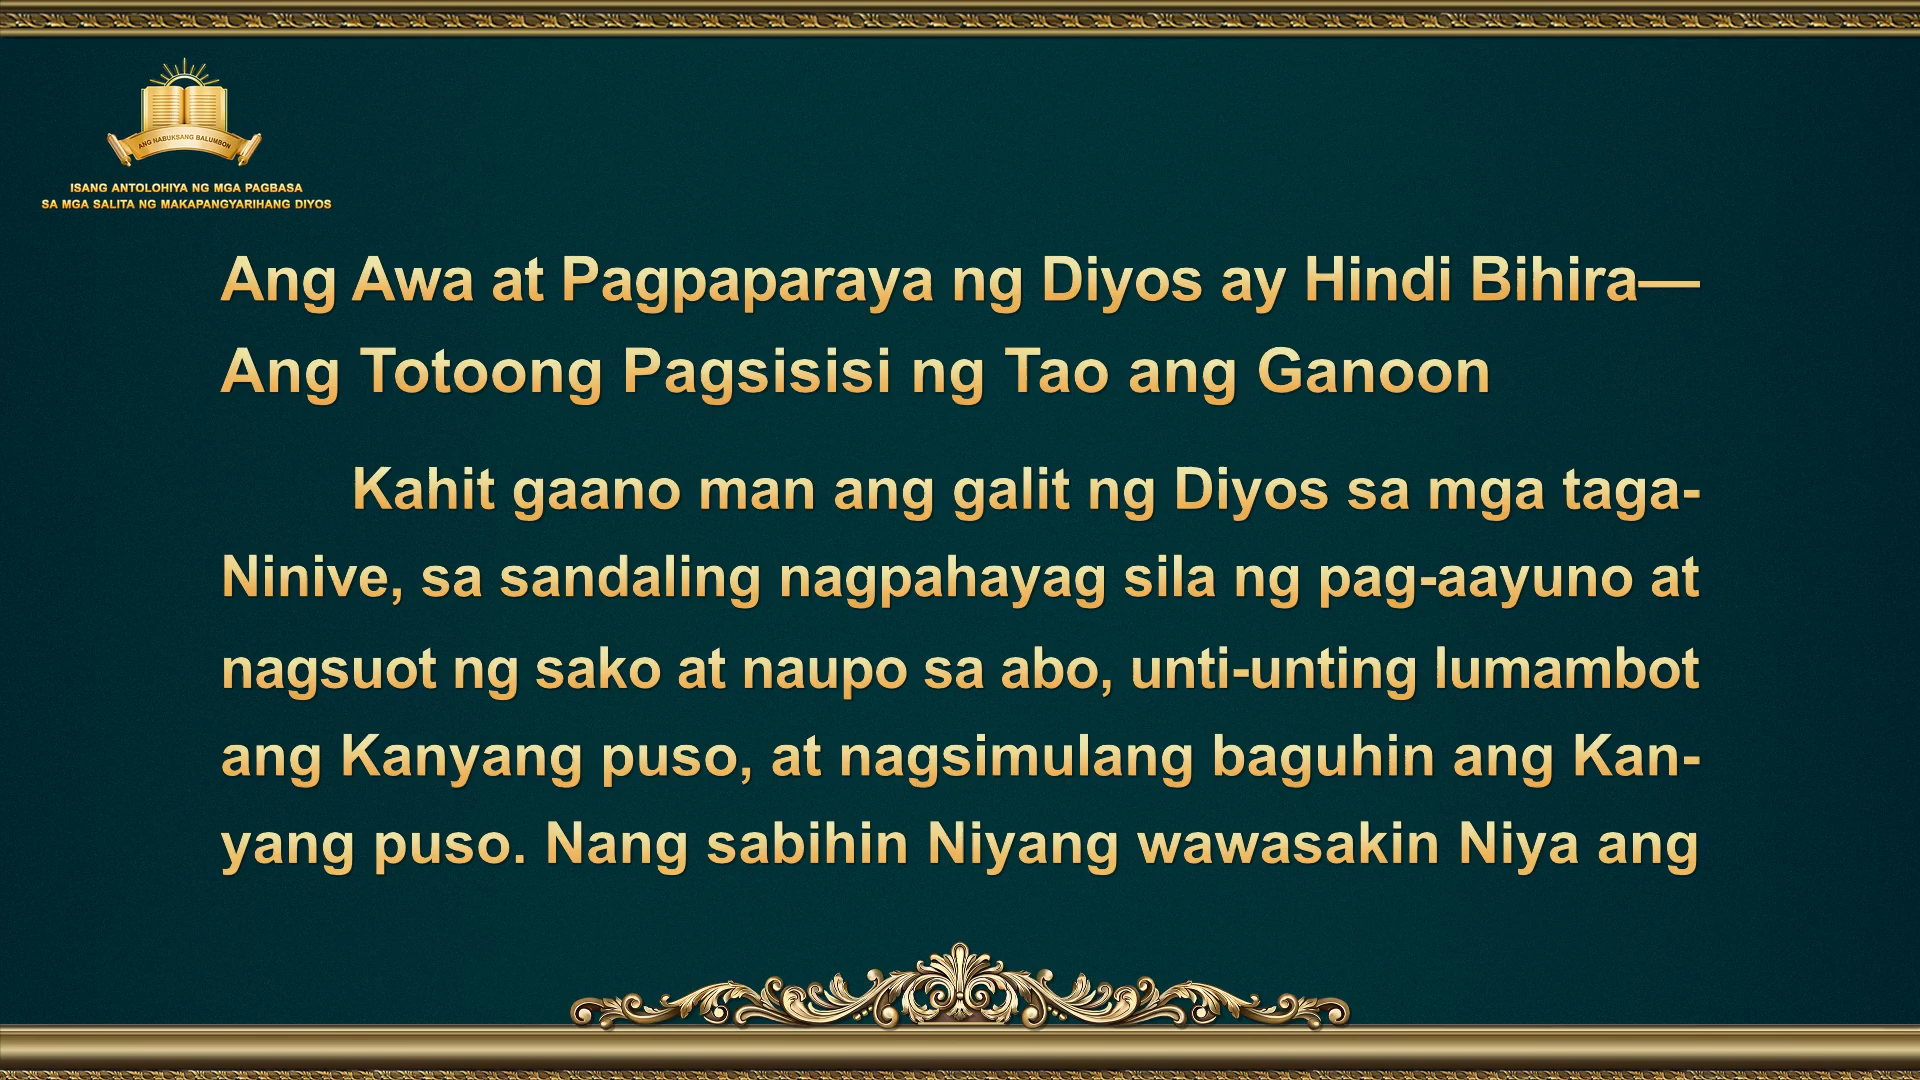 ANG NABUKSANG BALUMBON
ISANG ANTOLOHIYA NG MGA PAGBASA
SA MGA SALITA NG MAKAPANGYARIHANG DIYOS
Ang Awa at Pagpaparaya ng Diyos ay Hindi Bihira—
Ang Totoong Pagsisisi ng Tao ang Ganoon
Kahit gaano man ang galit ng Diyos sa mga taga-
Ninive, sa sandaling nagpahayag sila ng pag-aayuno at
nagsuot ng sako at naupo sa abo, unti-unting lumambot
ang Kanyang puso, at nagsimulang baguhin ang Kan-
yang puso. Nang sabihin Niyang wawasakin Niya ang